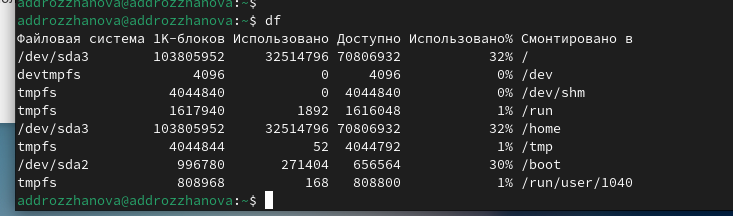 addrozzhanova@addrozzhanova:~$
addrozzhanova@addrozzhanova:~$ df
Файловая система 1K-блоков Использовано Доступно Использовано% Смонтировано в
/dev/sda3 103805952 32514796 70806932 32% /
devtmpfs 4096 0 4096 0% /dev
tmpfs 4044840 0 4044840 0% /dev/shm
tmpfs 1617940 1892 1616048 1% /run
/dev/sda3 103805952 32514796 70806932 32% /home
tmpfs 4044844 52 4044792 1% /tmp
/dev/sda2 996780 271404 656564 30% /boot
tmpfs 808968 168 808800 1% /run/user/1040
addrozzhanova@addrozzhanova:~$